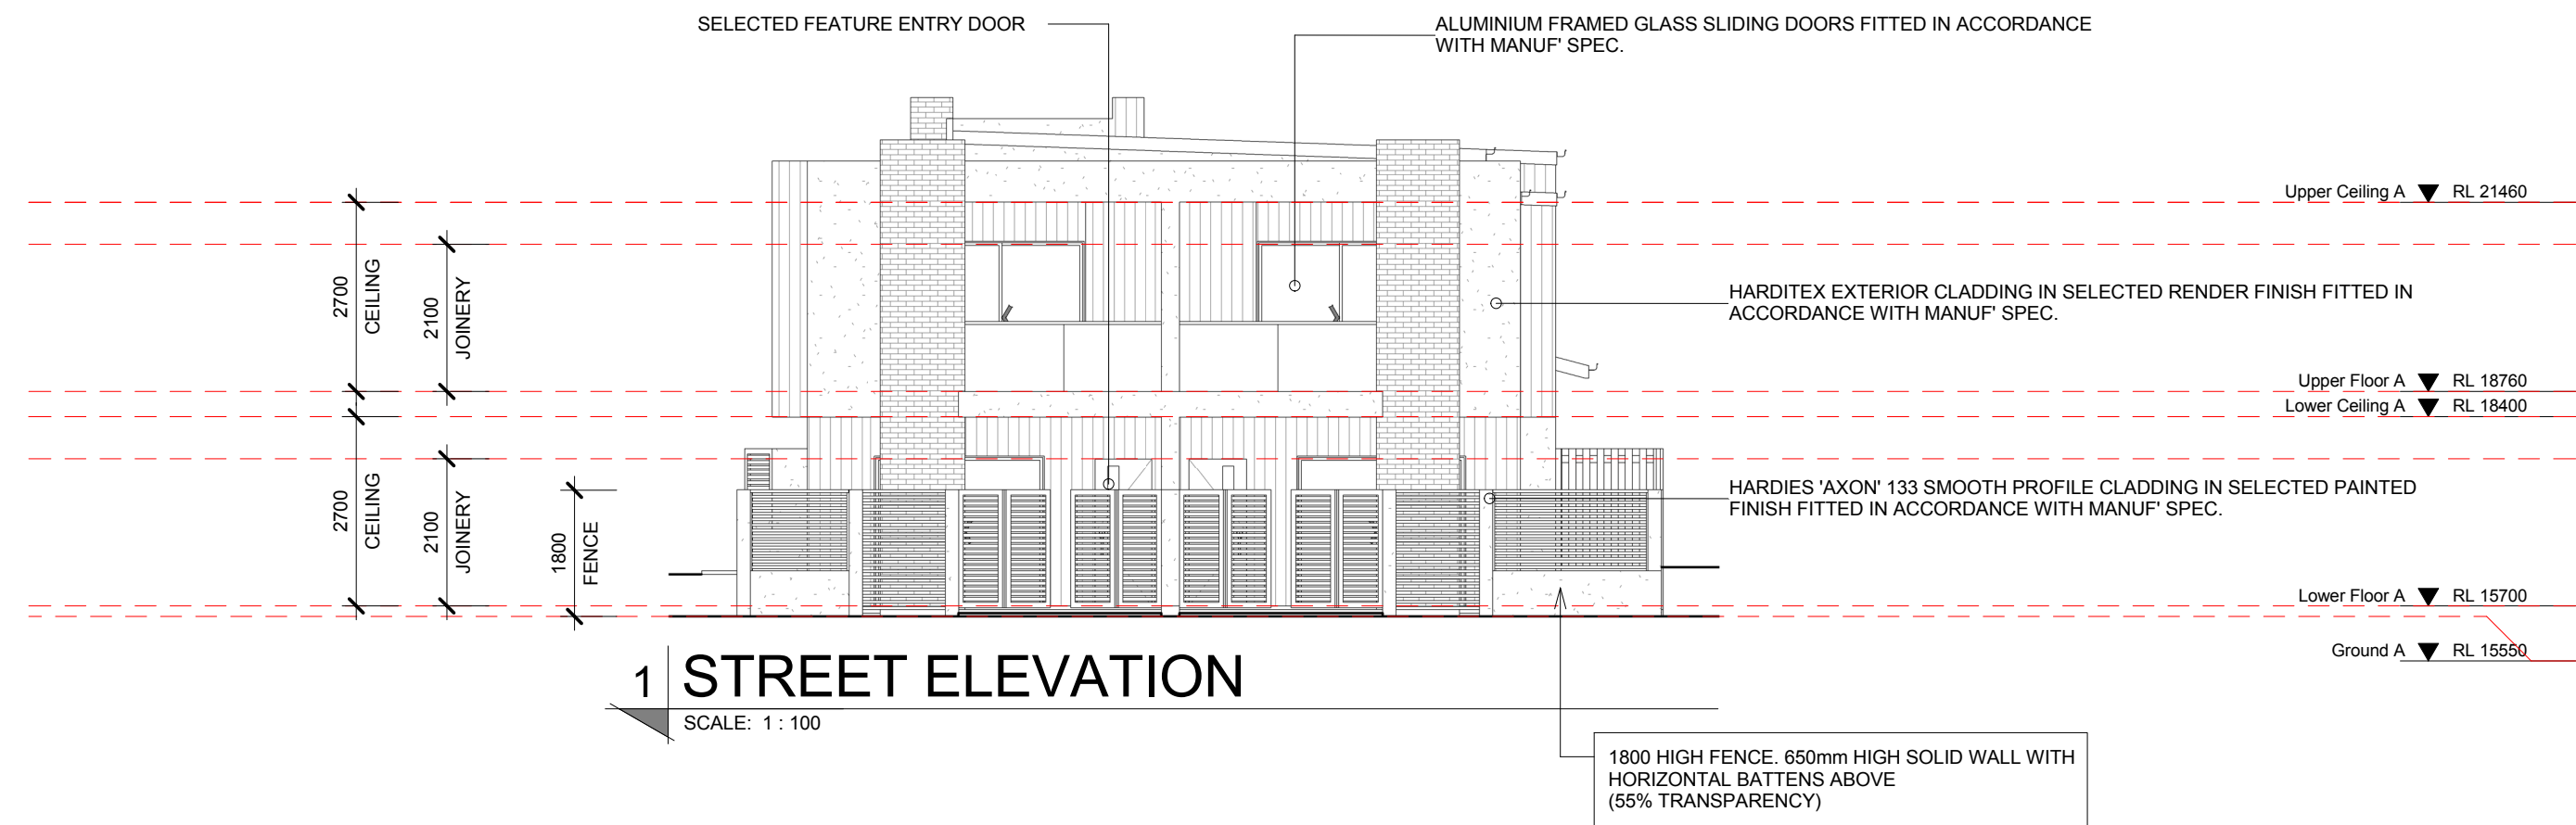 SELECTED FEATURE ENTRY DOOR
ALUMINIUM FRAMED GLASS SLIDING DOORS FITTED IN ACCORDANCE
WITH MANUF' SPEC.
Upper Ceiling A RL 21460
2700
CEILING
2100
JOINERY
HARDITEX EXTERIOR CLADDING IN SELECTED RENDER FINISH FITTED IN
ACCORDANCE WITH MANUF' SPEC.
Upper Floor A RL 18760
Lower Ceiling A RL 18400
2700
CEILING
2100
JOINERY
1800
FENCE
HARDIES 'AXON' 133 SMOOTH PROFILE CLADDING IN SELECTED PAINTED
FINISH FITTED IN ACCORDANCE WITH MANUF' SPEC.
Lower Floor A RL 15700
Ground A RL 15550
1 STREET ELEVATION
SCALE: 1 : 100
1800 HIGH FENCE. 650mm HIGH SOLID WALL WITH
HORIZONTAL BATTENS ABOVE
(55% TRANSPARENCY)